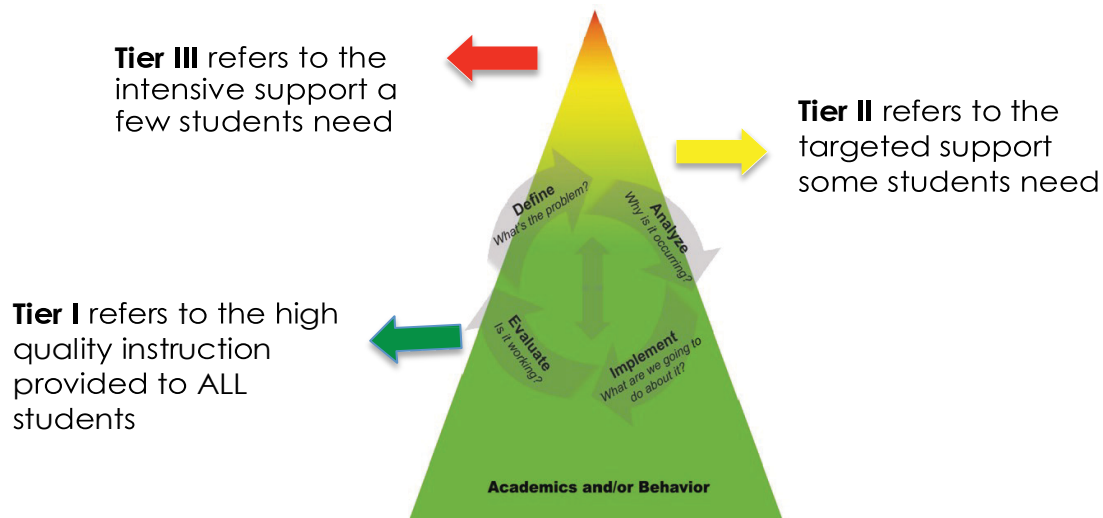 Tier III refers to the
intensive support a
few students need
Tier II refers to the
targeted support
some students need
Define
What's the problem?
Analyze
Why is it occurring?
Tier I refers to the high
quality instruction
provided to ALL
students
Evaluate
Is it working?
Implement
What are we going to
do about it?
Academics and/or Behavior